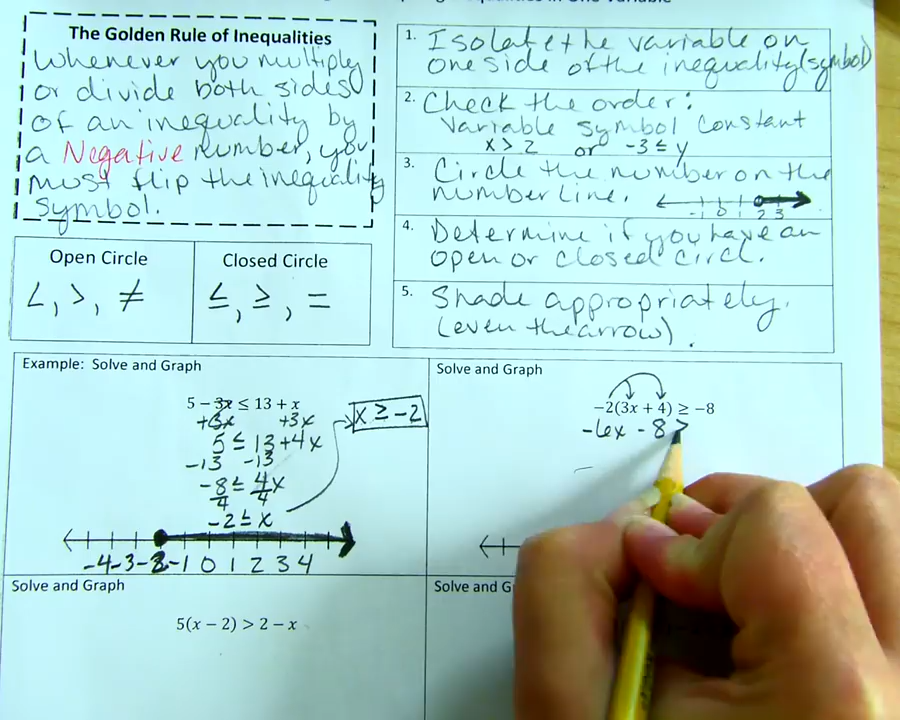 The Golden Rule of Inequalities
Whenever you multiply
or divide both sides
of an inequality by
a Negative number, you
must flip the inequality
symbol.
Open Circle
<, >, ≠
Closed Circle
≤, ≥, =
1. Isolate the variable on
one side of the inequality (symbol)
2. Check the order:
Variable symbol constant
x > 2 or -3 ≤ y
3. Circle the number on the
number line.
-1 0 1 2 3
4. Determine if you have an
open or closed circl.
5. Shade appropriately.
(even the arrow).
Example: Solve and Graph
5 − 3x ≤ 13 + x
+3x +3x
5 ≤ 13 + 4x
-13 -13
-8 ≤ 4x
4 4
-2 ≤ x
x ≥ -2
-4 -3 -2 -1 0 1 2 3 4
Solve and Graph
−2(3x + 4) ≥ −8
-6x - 8 ≥
Solve and Graph
5(x − 2) > 2 − x
Solve and G